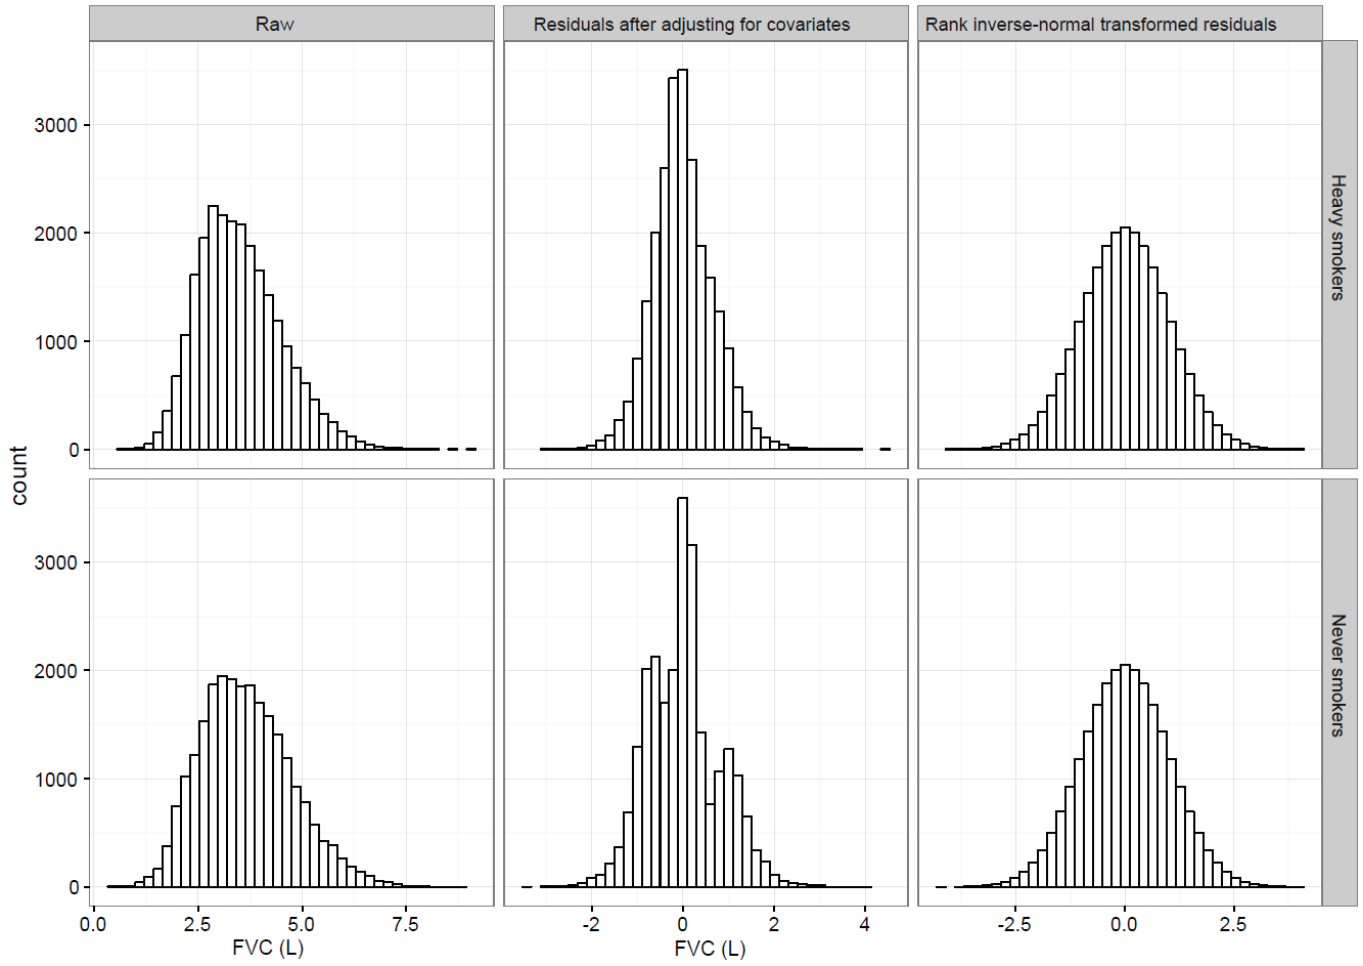 Raw
Residuals after adjusting for covariates
Rank inverse-normal transformed residuals
3000
2000
1000
0
Heavy smokers
count
3000
2000
1000
0
Never smokers
0.0 2.5 5.0 7.5
-2 0 2 4
-2.5 0.0 2.5
FVC (L)
FVC (L)